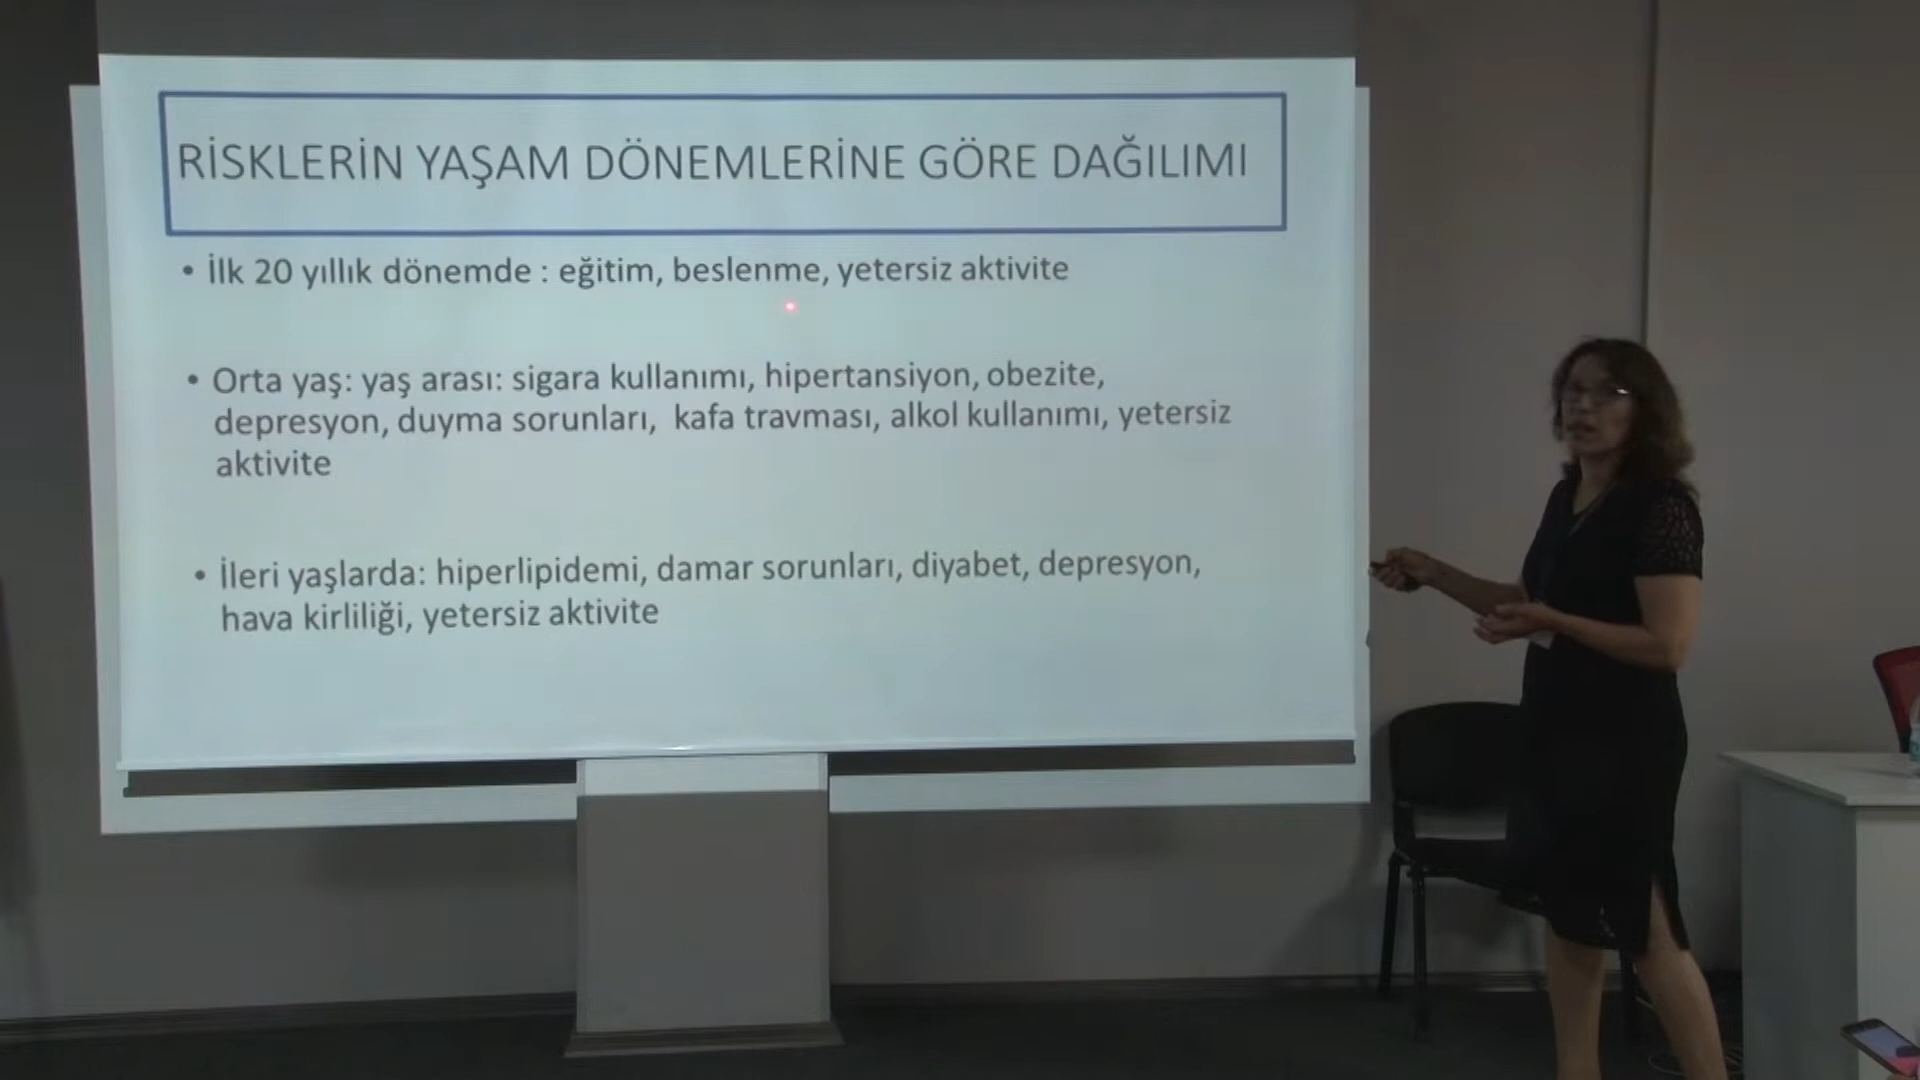 RİSKLERİN YAŞAM DÖNEMLERİNE GÖRE DAĞILIMI
• İlk 20 yıllık dönemde : eğitim, beslenme, yetersiz aktivite
• Orta yaş: yaş arası: sigara kullanımı, hipertansiyon, obezite,
depresyon, duyma sorunları, kafa travması, alkol kullanımı, yetersiz
aktivite
• İleri yaşlarda: hiperlipidemi, damar sorunları, diyabet, depresyon,
hava kirliliği, yetersiz aktivite